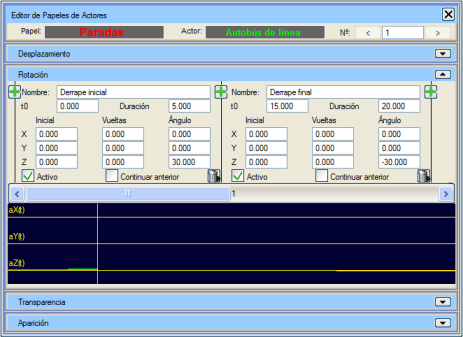 Editor de Papeles de Actores
Papel: Paradas Actor: Autobús de línea Nº: < 1 >
Desplazamiento
Rotación
Nombre: Derrape inicial Nombre: Derrape final
t0 0.000 Duración 5.000 t0 15.000 Duración 20.000
Inicial Vueltas Ángulo Inicial Vueltas Ángulo
X 0.000 0.000 0.000 X 0.000 0.000 0.000
Y 0.000 0.000 0.000 Y 0.000 0.000 0.000
Z 0.000 0.000 30.000 Z 0.000 0.000 -30.000
Activo Continuar anterior Activo Continuar anterior
1
aX(t)
aY(t)
aZ(t)
Transparencia
Aparición